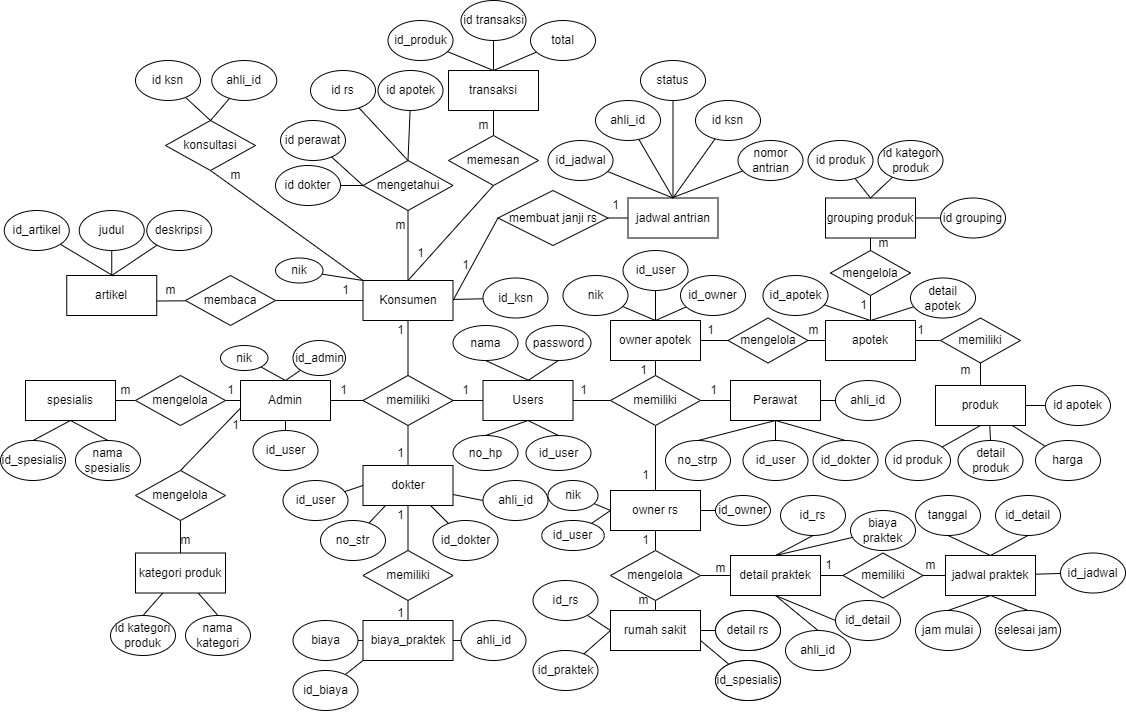 id transaksi
id_produk
total
id ksn
ahli_id
id rs
id apotek
transaksi
status
ahli_id
id ksn
id perawat
konsultasi
m
memesan
id_jadwal
nomor
antrian
id produk
id kategori
produk
m
id dokter
mengetahui
m
1
membuat janji rs
1
jadwal antrian
grouping produk
id grouping
id_artikel
judul
deskripsi
1
1
m
mengelola
1
nik
id_user
artikel
m
membaca
1
Konsumen
id_ksn
nik
id_owner
id_apotek
detail
apotek
1
nama
password
owner apotek
1
mengelola
m
apotek
1
memiliki
m
nik
id_admin
1
spesialis
m
mengelola
1
Admin
1
memiliki
1
Users
1
memiliki
1
Perawat
ahli_id
produk
id apotek
1
id_spesialis
nama
spesialis
id_user
1
no_hp
id_user
no_strp
id_user
id_dokter
id produk
detail
produk
harga
1
mengelola
id_user
dokter
ahli_id
nik
owner rs
id_owner
id_rs
biaya
praktek
tanggal
id_detail
no_str
1
id_dokter
id_user
1
m
kategori produk
memiliki
mengelola
m
detail praktek
1
memiliki
m
jadwal praktek
id_jadwal
1
id_rs
m
id kategori
produk
nama
kategori
biaya
biaya_praktek
ahli_id
rumah sakit
detail rs
id_detail
jam mulai
selesai jam
ahli_id
id_biaya
id_praktek
id_spesialis